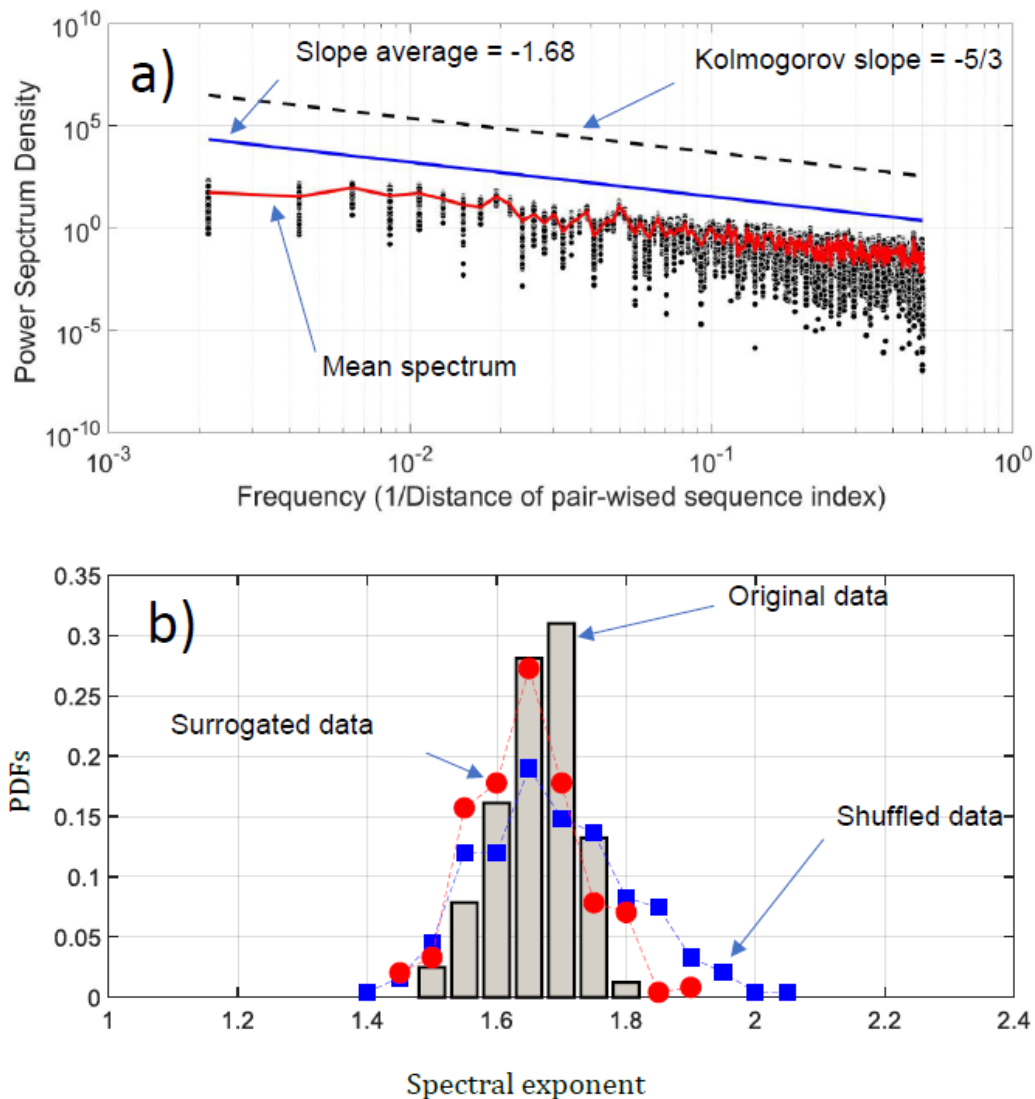 a)
Slope average = -1.68
Kolmogorov slope = -5/3
Mean spectrum
Power Sepctrum Density
10^10
10^5
10^0
10^-5
10^-10
10^-3
10^-2
10^-1
10^0
Frequency (1/Distance of pair-wised sequence index)
b)
Original data
Surrogated data
Shuffled data
PDFs
0.35
0.3
0.25
0.2
0.15
0.1
0.05
0
1
1.2
1.4
1.6
1.8
2
2.2
2.4
Spectral exponent